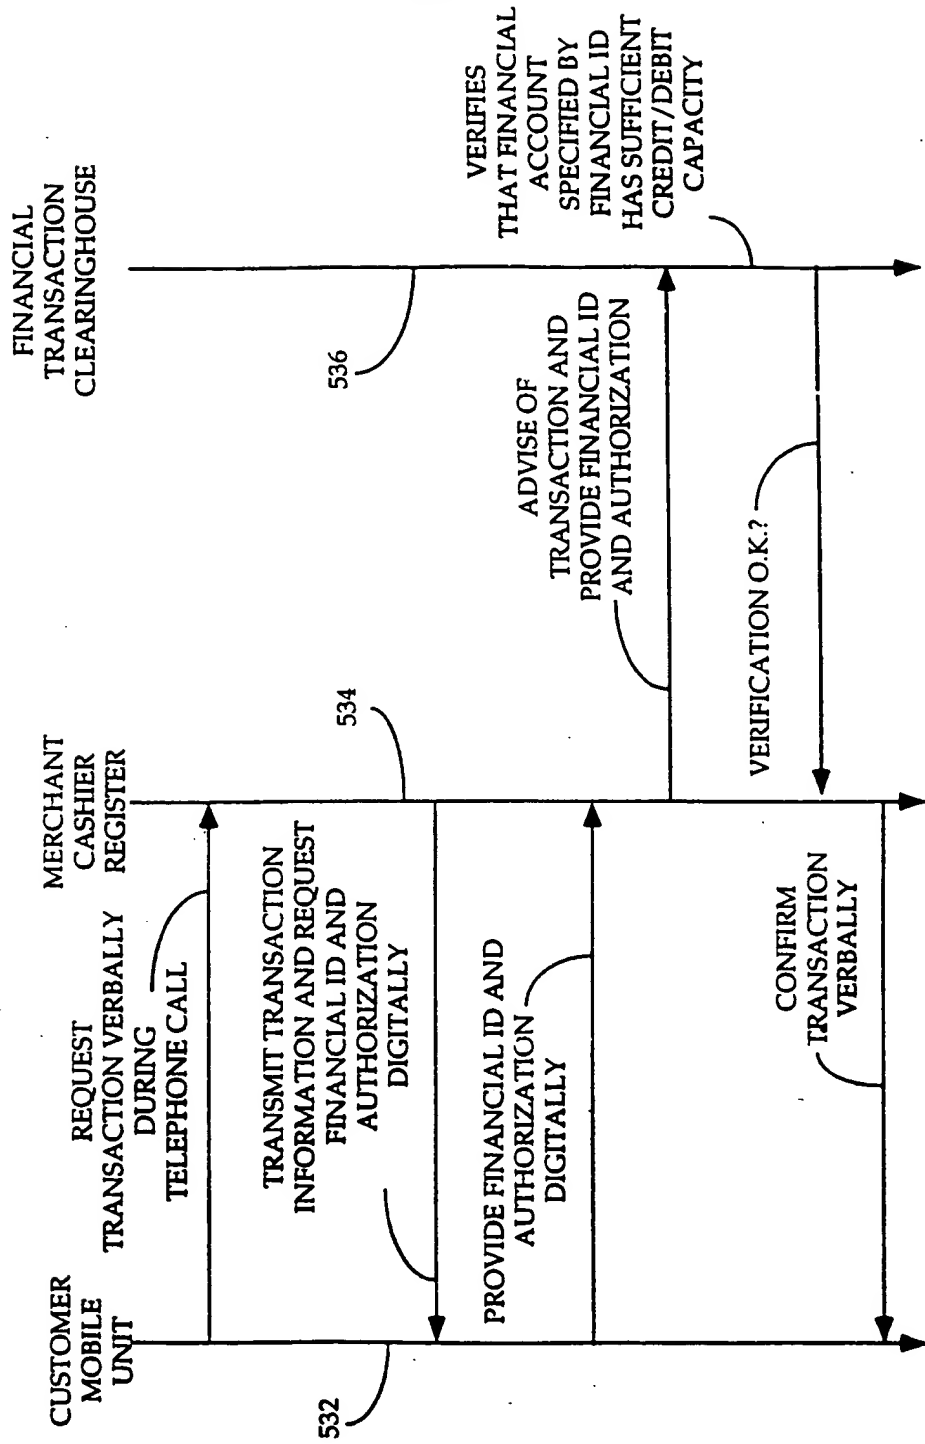 CUSTOMER
MOBILE
UNIT
MERCHANT
CASHIER
REGISTER
FINANCIAL
TRANSACTION
CLEARINGHOUSE
532
534
536
REQUEST
TRANSACTION VERBALLY
DURING
TELEPHONE CALL
TRANSMIT TRANSACTION
INFORMATION AND REQUEST
FINANCIAL ID AND
AUTHORIZATION
DIGITALLY
PROVIDE FINANCIAL ID AND
AUTHORIZATION
DIGITALLY
ADVISE OF
TRANSACTION AND
PROVIDE FINANCIAL ID
AND AUTHORIZATION
VERIFIES
THAT FINANCIAL
ACCOUNT
SPECIFIED BY
FINANCIAL ID
HAS SUFFICIENT
CREDIT/DEBIT
CAPACITY
VERIFICATION O.K.?
CONFIRM
TRANSACTION
VERBALLY